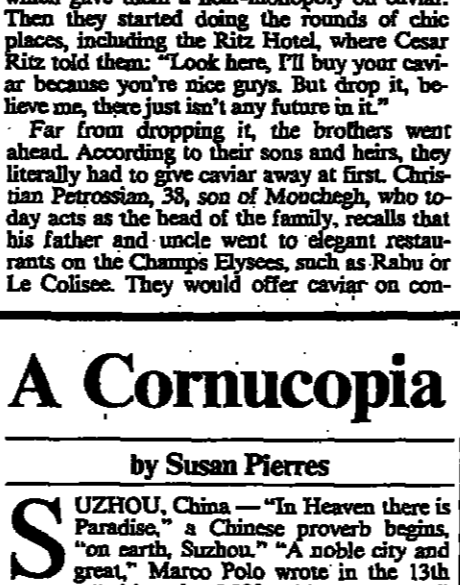 which give them a near-monopoly on caviar.
Then they started doing the rounds of chic
places, including the Ritz Hotel, where Cesar
Ritz told them: “Look here, I'll buy your cavi-
ar because you're nice guys. But drop it, be-
lieve me, there just isn't any future in it.”
Far from dropping it, the brothers went
ahead. According to their sons and heirs, they
literally had to give caviar away at first. Chris-
tian Petrossian, 38, son of Mouchegh, who to-
day acts as the head of the family, recalls that
his father and uncle went to elegant restau-
rants on the Champs Elysees, such as Rabu or
Le Colisee. They would offer caviar on con-
A Cornucopia
by Susan Pierres
SUZHOU, China — “In Heaven there is
Paradise,” a Chinese proverb begins,
“on earth, Suzhou.” “A noble city and
great,” Marco Polo wrote in the 13th